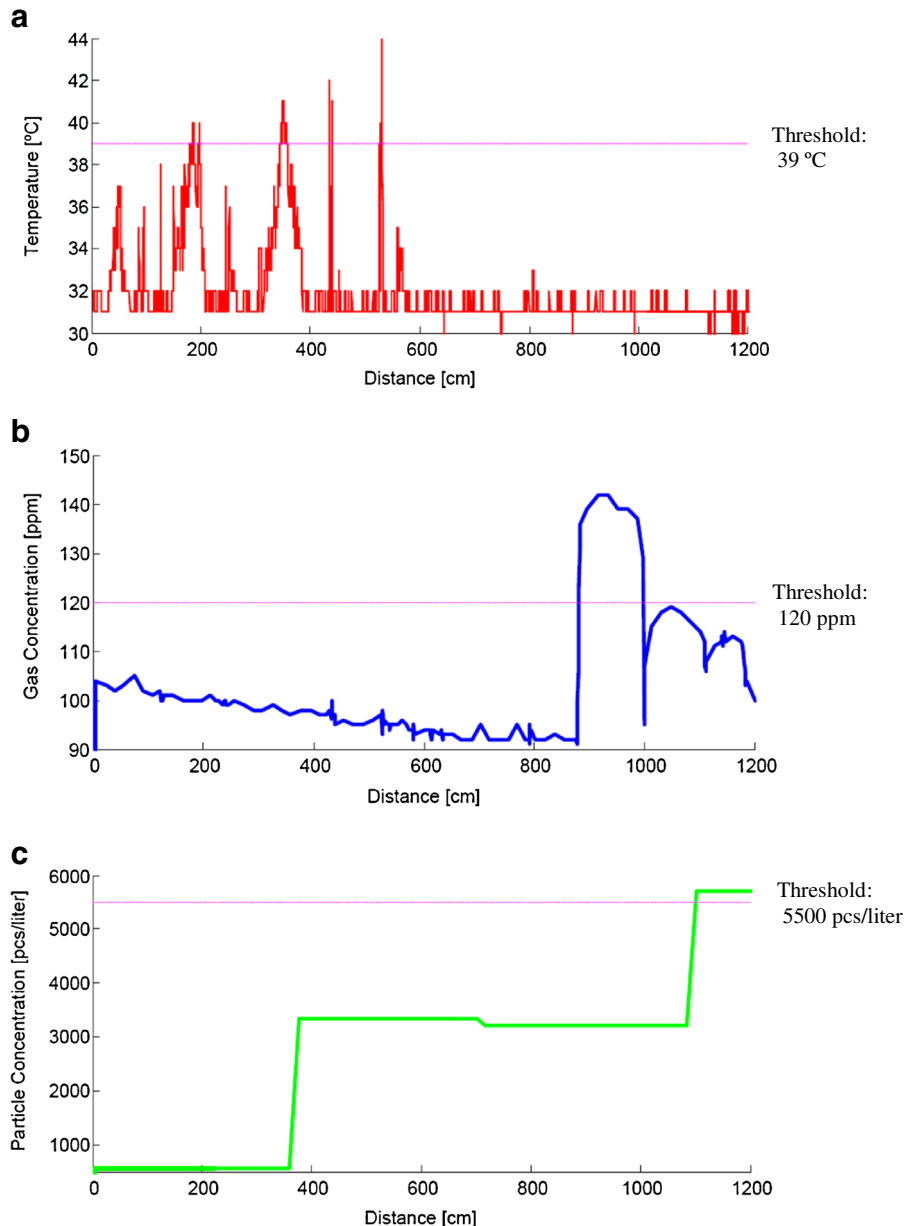 a
44
42
40
38
36
34
32
30
Temperature [ºC]
0 200 400 600 800 1000 1200
Distance [cm]
Threshold:
39 ºC
b
150
140
130
120
110
100
90
Gas Concentration [ppm]
0 200 400 600 800 1000 1200
Distance [cm]
Threshold:
120 ppm
c
6000
5000
4000
3000
2000
1000
Particle Concentration [pcs/liter]
0 200 400 600 800 1000 1200
Distance [cm]
Threshold:
5500 pcs/liter